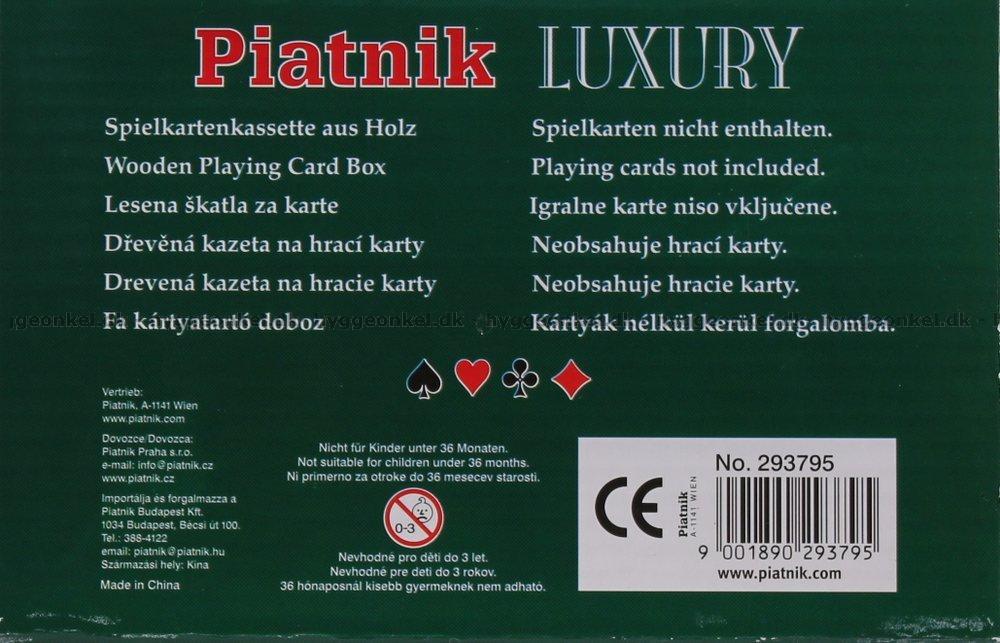 Piatnik LUXURY
Spielkartenkassette aus Holz
Wooden Playing Card Box
Lesena škatla za karte
Dřevěná kazeta na hrací karty
Drevená kazeta na hracie karty
Fa kártyatartó doboz
Spielkarten nicht enthalten.
Playing cards not included.
Igralne karte niso vključene.
Neobsahuje hrací karty.
Neobsahuje hracie karty.
Kártyák nélkül kerül forgalomba.
hyggeonkel.dk
Vertrieb:
Piatnik, A-1141 Wien
www.piatnik.com
Dovozce/Dovozca:
Piatnik Praha s.r.o.
e-mail: info@piatnik.cz
www.piatnik.cz
Importálja és forgalmazza a
Piatnik Budapest Kft.
1034 Budapest, Bécsi út 100.
Tel.: 388-4122
email: piatnik@piatnik.hu
Származási hely: Kina
Made in China
Nicht für Kinder unter 36 Monaten.
Not suitable for children under 36 months.
Ni primerno za otroke do 36 mesecev starosti.
0-3
Nevhodné pro děti do 3 let.
Nevhodné pre deti do 3 rokov.
36 hónaposnál kisebb gyermeknek nem adható.
No. 293795
CE
Piatnik
A-1141 WIEN
9 001890 293795
www.piatnik.com